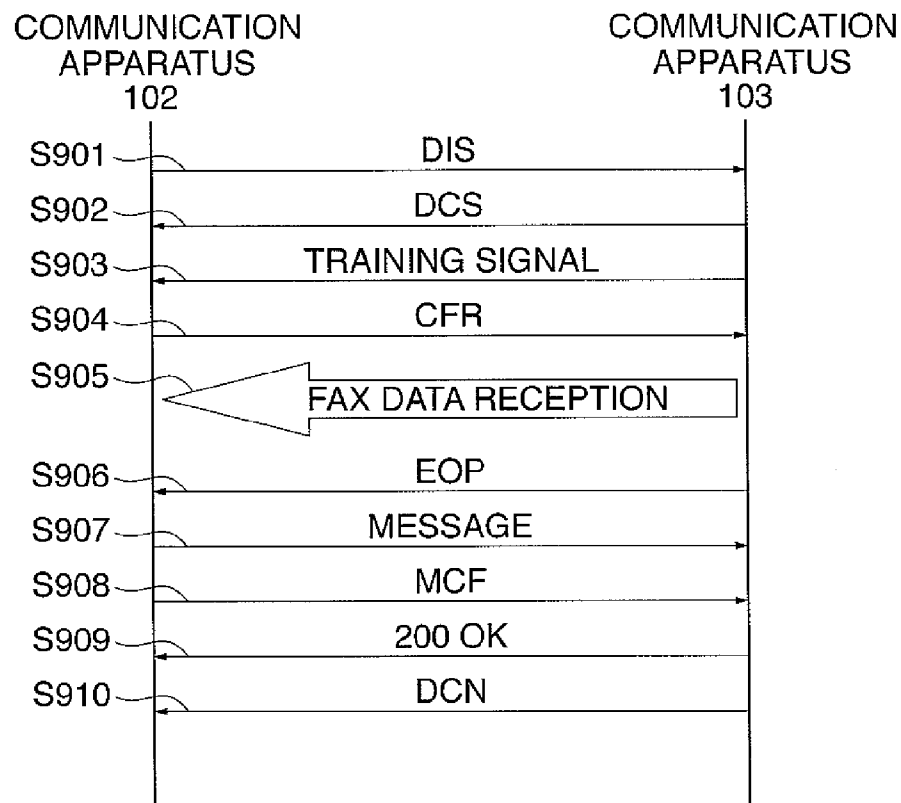 COMMUNICATION
APPARATUS
102
COMMUNICATION
APPARATUS
103
S901
DIS
S902
DCS
S903
TRAINING SIGNAL
S904
CFR
S905
FAX DATA RECEPTION
S906
EOP
S907
MESSAGE
S908
MCF
S909
200 OK
S910
DCN